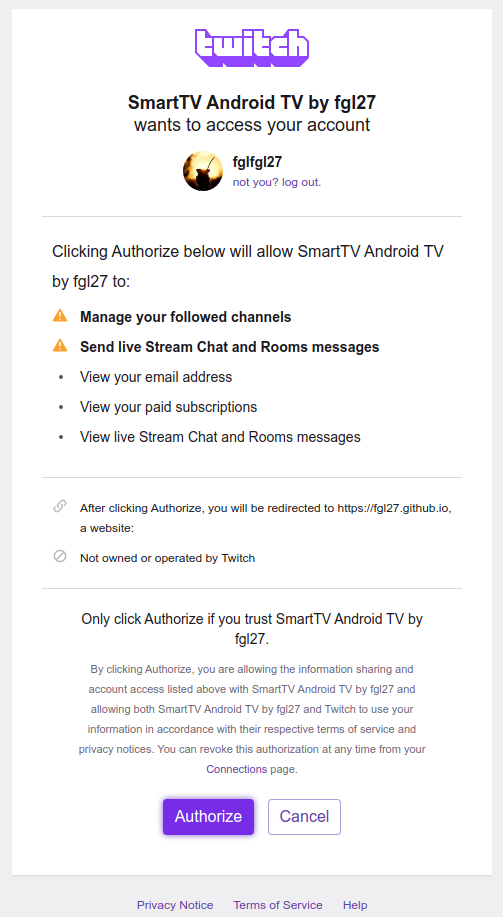 twitch
SmartTV Android TV by fgl27
wants to access your account
fglfgl27
not you? log out.
Clicking Authorize below will allow SmartTV Android TV
by fgl27 to:
Manage your followed channels
Send live Stream Chat and Rooms messages
• View your email address
• View your paid subscriptions
• View live Stream Chat and Rooms messages
After clicking Authorize, you will be redirected to https://fgl27.github.io,
a website:
Not owned or operated by Twitch
Only click Authorize if you trust SmartTV Android TV by
fgl27.
By clicking Authorize, you are allowing the information sharing and
account access listed above with SmartTV Android TV by fgl27 and
allowing both SmartTV Android TV by fgl27 and Twitch to use your
information in accordance with their respective terms of service and
privacy notices. You can revoke this authorization at any time from your
Connections page.
Authorize Cancel
Privacy Notice Terms of Service Help